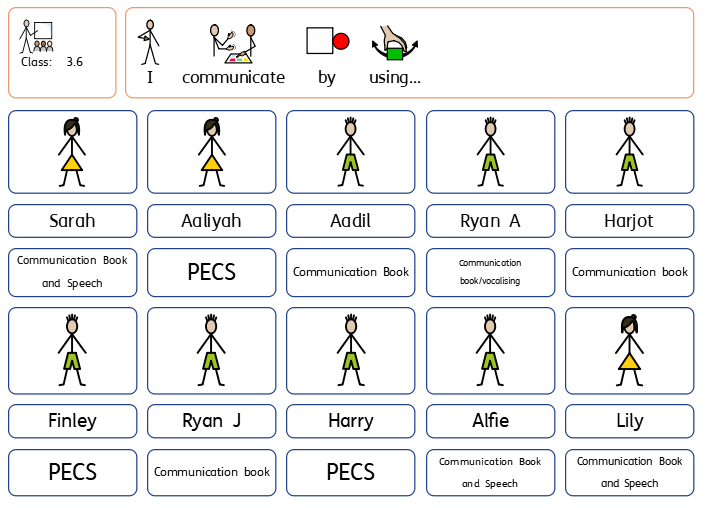 Class: 3.6
I communicate by using...
Sarah Aaliyah Aadil Ryan A Harjot
Communication Book
and Speech
PECS
Communication Book
Communication
book/vocalising
Communication book
Finley Ryan J Harry Alfie Lily
PECS
Communication book
PECS
Communication Book
and Speech
Communication Book
and Speech